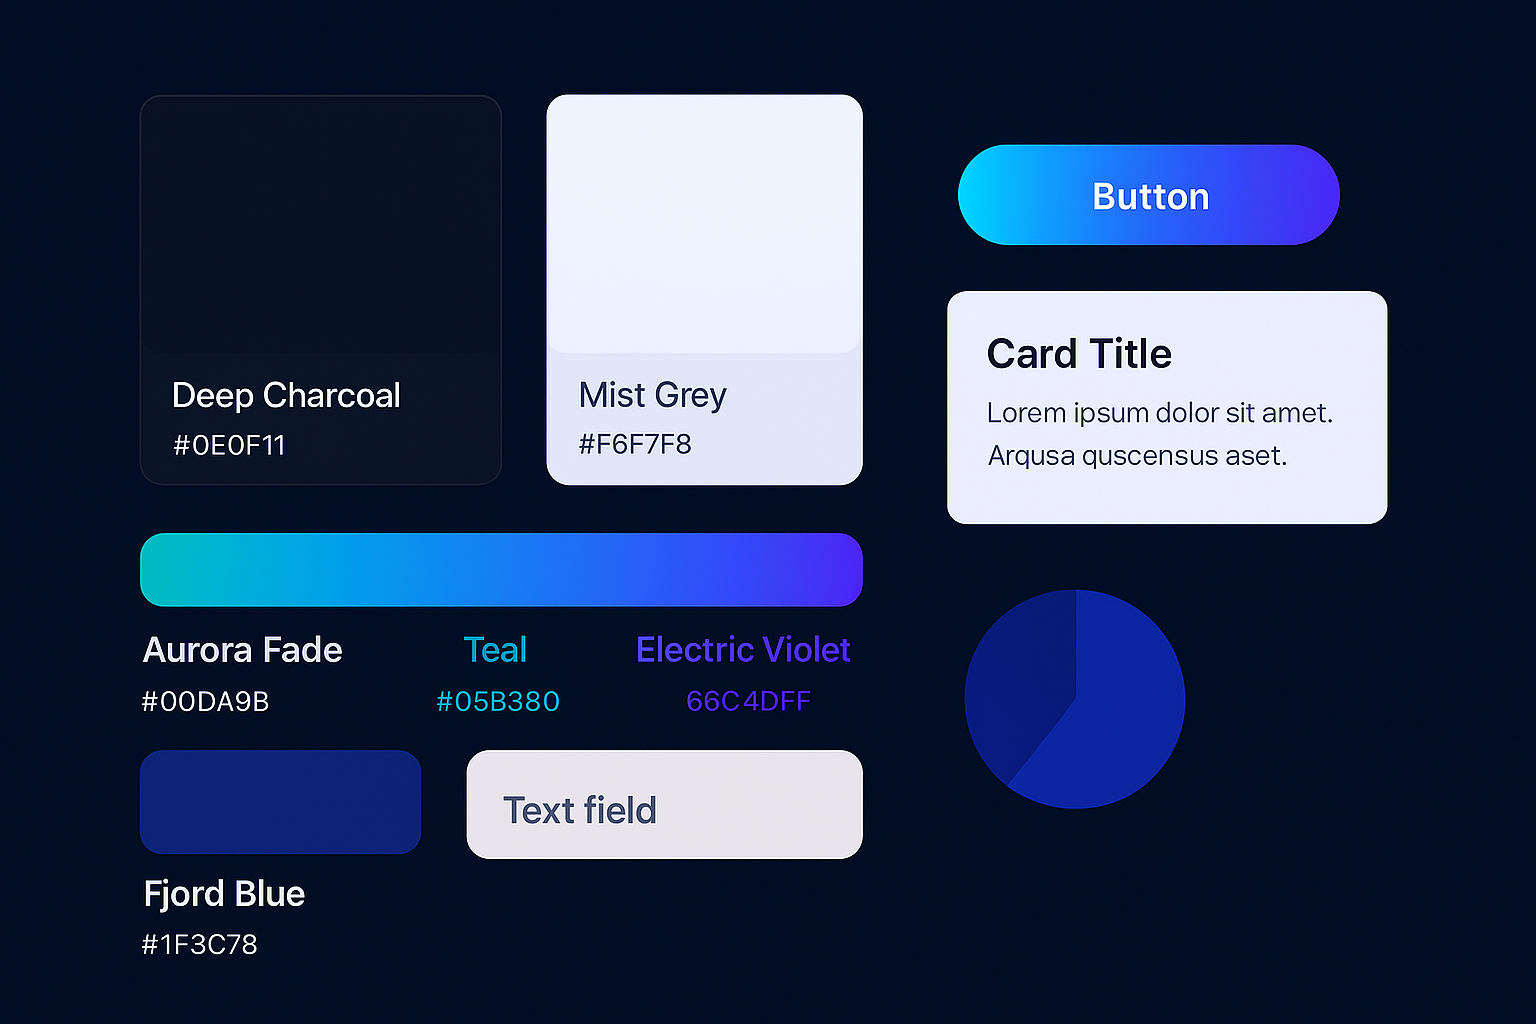 Deep Charcoal
#0E0F11
Mist Grey
#F6F7F8
Button
Card Title
Lorem ipsum dolor sit amet.
Arqusa quscensus aset.
Aurora Fade
#00DA9B
Teal
#05B380
Electric Violet
66C4DFF
Text field
Fjord Blue
#1F3C78